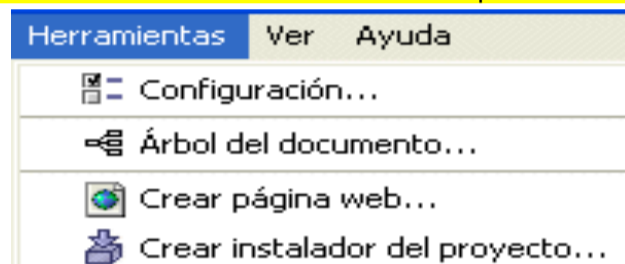 Herramientas Ver Ayuda
Configuración...
Árbol del documento...
Crear página web...
Crear instalador del proyecto...